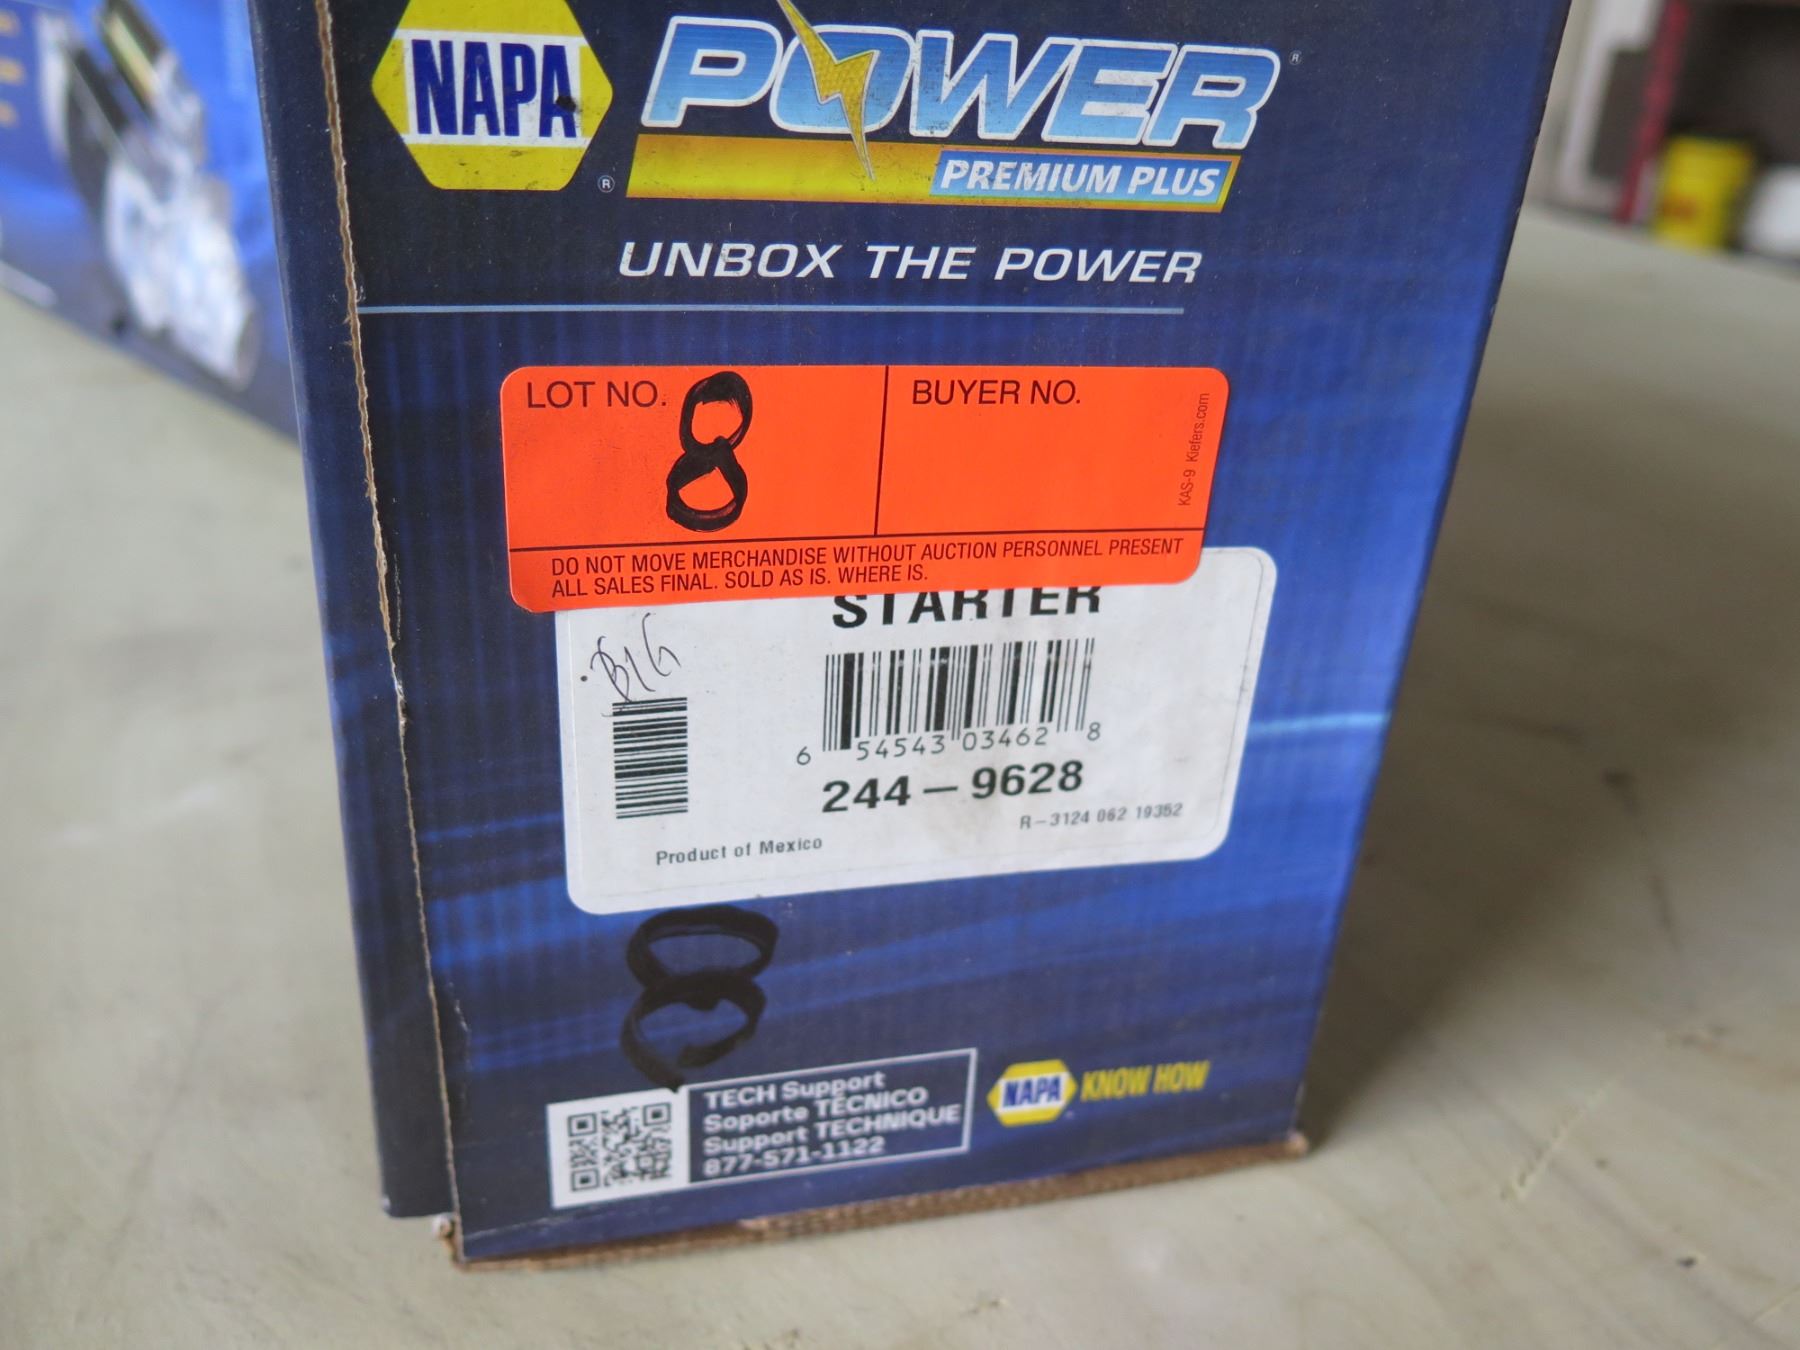 NAPA
POWER
PREMIUM PLUS
UNBOX THE POWER
LOT NO. 8
BUYER NO.
KAS-9 Kiefers.com
DO NOT MOVE MERCHANDISE WITHOUT AUCTION PERSONNEL PRESENT
ALL SALES FINAL. SOLD AS IS. WHERE IS.
STARTER
B1G
6 54543 03462 8
244-9628
R-3124 062 19352
Product of Mexico
8
TECH Support
Soporte TÉCNICO
Support TECHNIQUE
877-571-1122
NAPA KNOW HOW